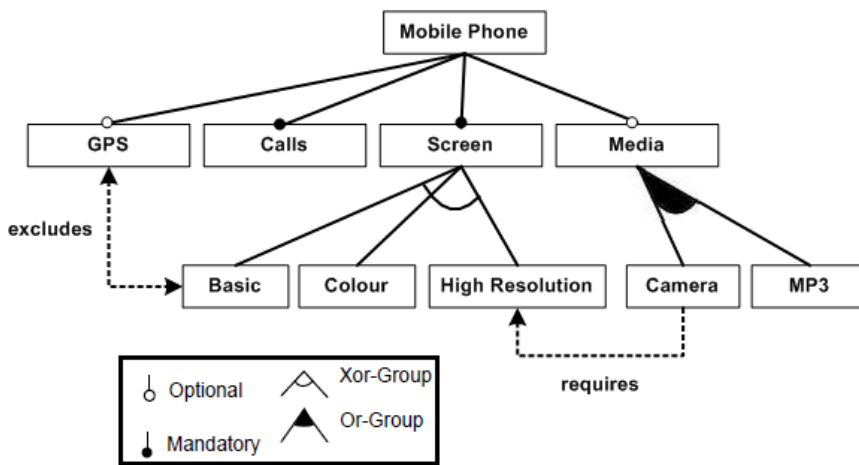 Mobile Phone
GPS
Calls
Screen
Media
excludes
Basic
Colour
High Resolution
Camera
MP3
requires
Optional
Xor-Group
Mandatory
Or-Group